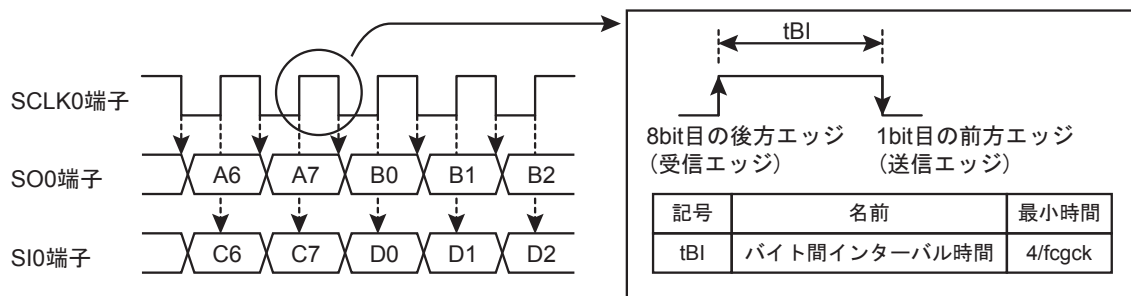 SCLK0端子
SO0端子
A6 A7 B0 B1 B2
SI0端子
C6 C7 D0 D1 D2
tBI
8bit目の後方エッジ
(受信エッジ)
1bit目の前方エッジ
(送信エッジ)
記号 名前 最小時間
tBI バイト間インターバル時間 4/fcgck